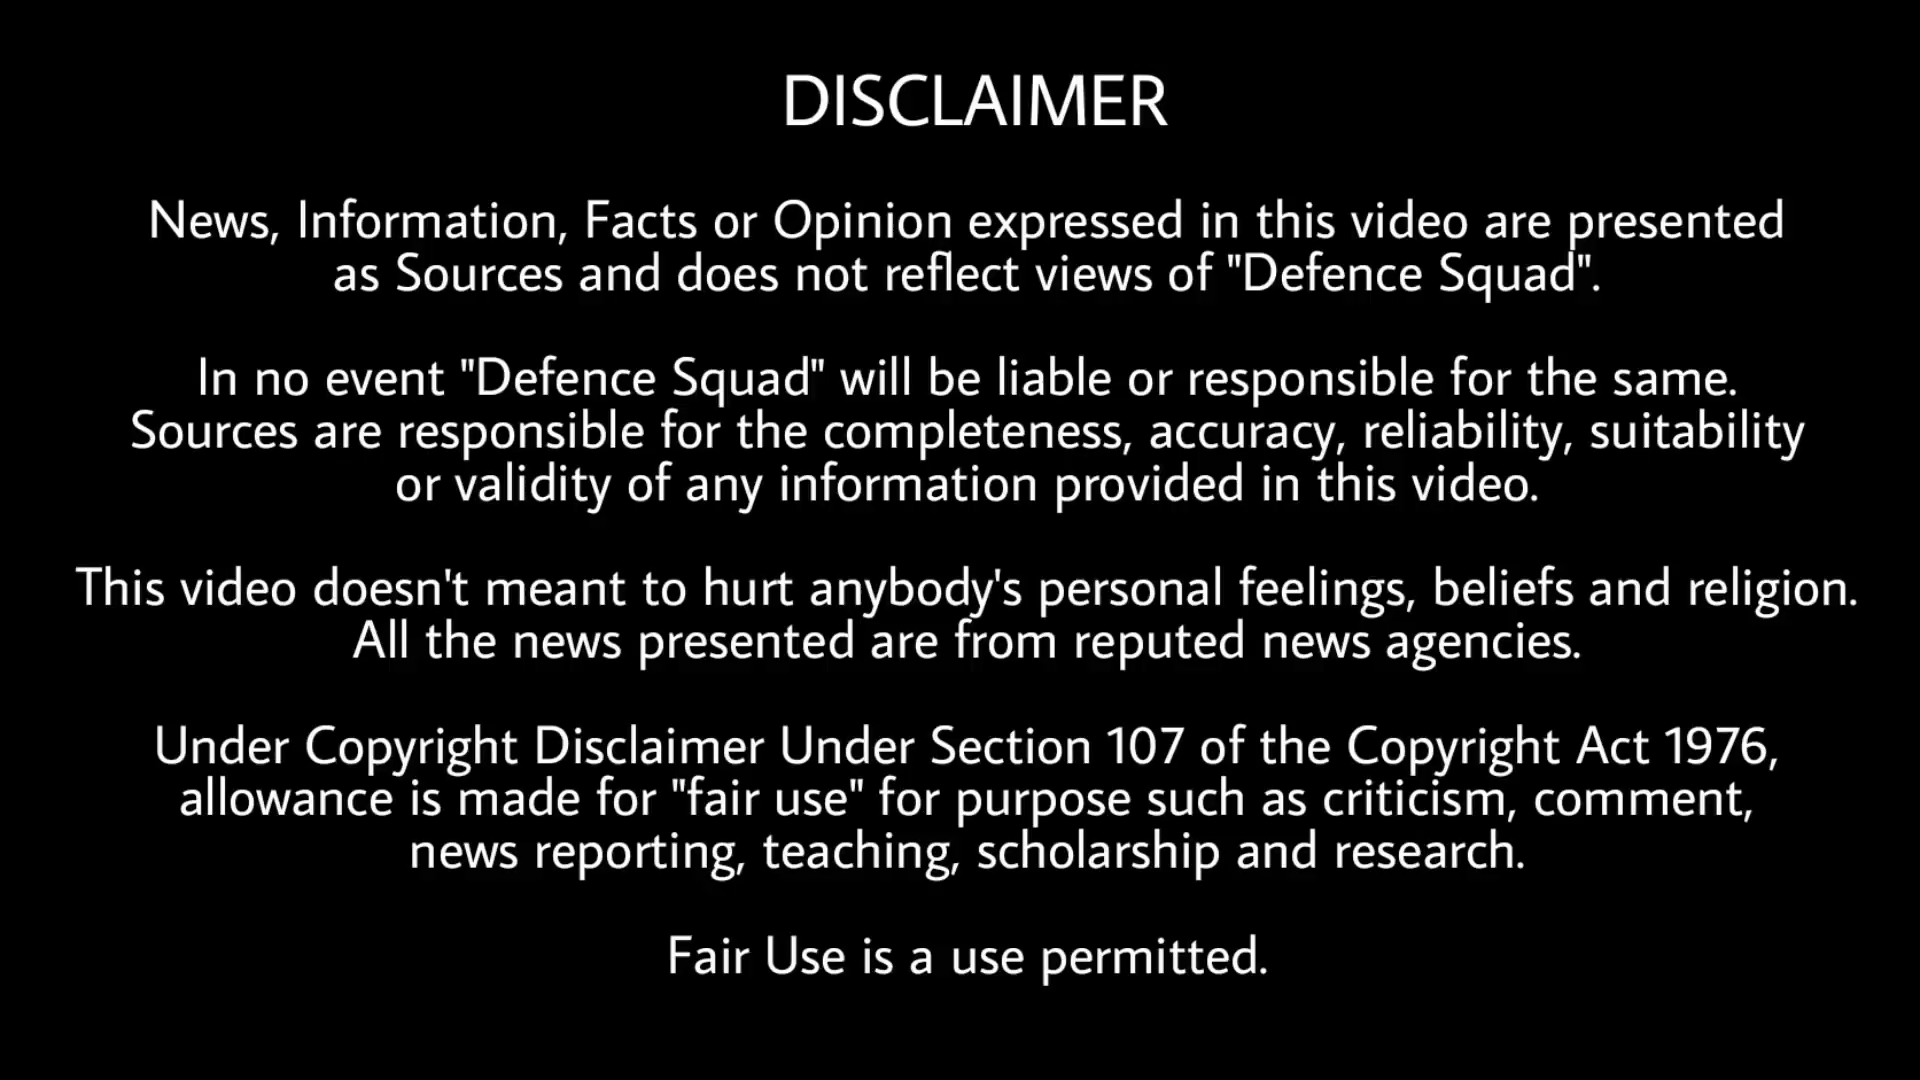 DISCLAIMER
News, Information, Facts or Opinion expressed in this video are presented
as Sources and does not reflect views of "Defence Squad".
In no event "Defence Squad" will be liable or responsible for the same.
Sources are responsible for the completeness, accuracy, reliability, suitability
or validity of any information provided in this video.
This video doesn't meant to hurt anybody's personal feelings, beliefs and religion.
All the news presented are from reputed news agencies.
Under Copyright Disclaimer Under Section 107 of the Copyright Act 1976,
allowance is made for "fair use" for purpose such as criticism, comment,
news reporting, teaching, scholarship and research.
Fair Use is a use permitted.